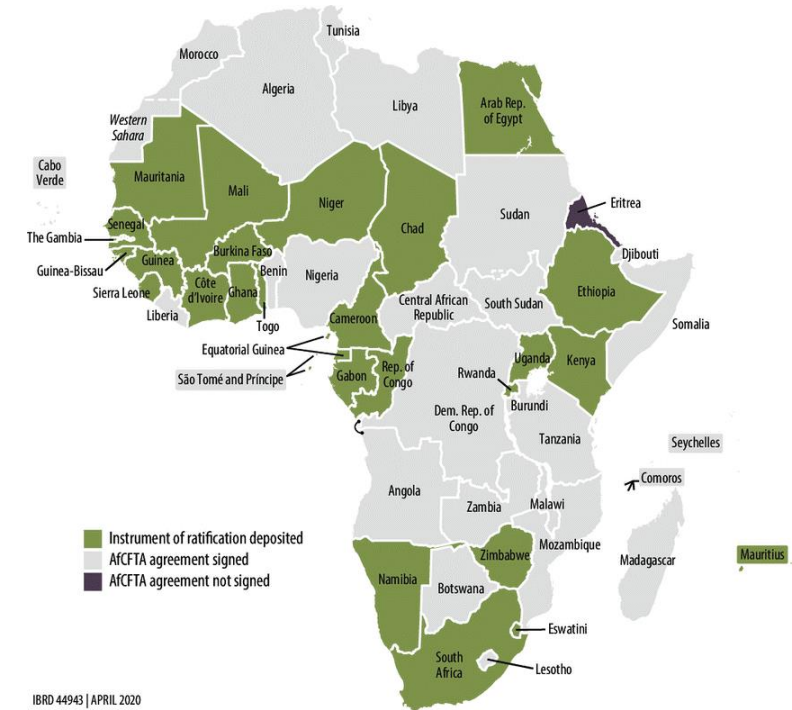 Tunisia
Morocco
Algeria
Libya
Arab Rep.
of Egypt
Western
Sahara
Cabo
Verde
Mauritania
Mali
Niger
Chad
Sudan
Eritrea
Senegal
The Gambia
Guinea-Bissau
Guinea
Sierra Leone
Liberia
Côte
d'Ivoire
Burkina Faso
Ghana
Benin
Togo
Nigeria
Cameroon
Central African
Republic
South Sudan
Djibouti
Ethiopia
Somalia
Equatorial Guinea
São Tomé and Príncipe
Gabon
Rep. of
Congo
Rwanda
Uganda
Kenya
Burundi
Dem. Rep. of
Congo
Tanzania
Seychelles
Comoros
Angola
Zambia
Malawi
Mozambique
Madagascar
Mauritius
Zimbabwe
Namibia
Botswana
Eswatini
South
Africa
Lesotho
Instrument of ratification deposited
AfCFTA agreement signed
AfCFTA agreement not signed
IBRD 44943 | APRIL 2020